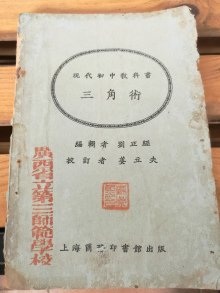 現代初中教科書
三角術
編輯者 劉正經
校訂者 姜立夫
上海商務印書館出版
廣西省立第三師範學校